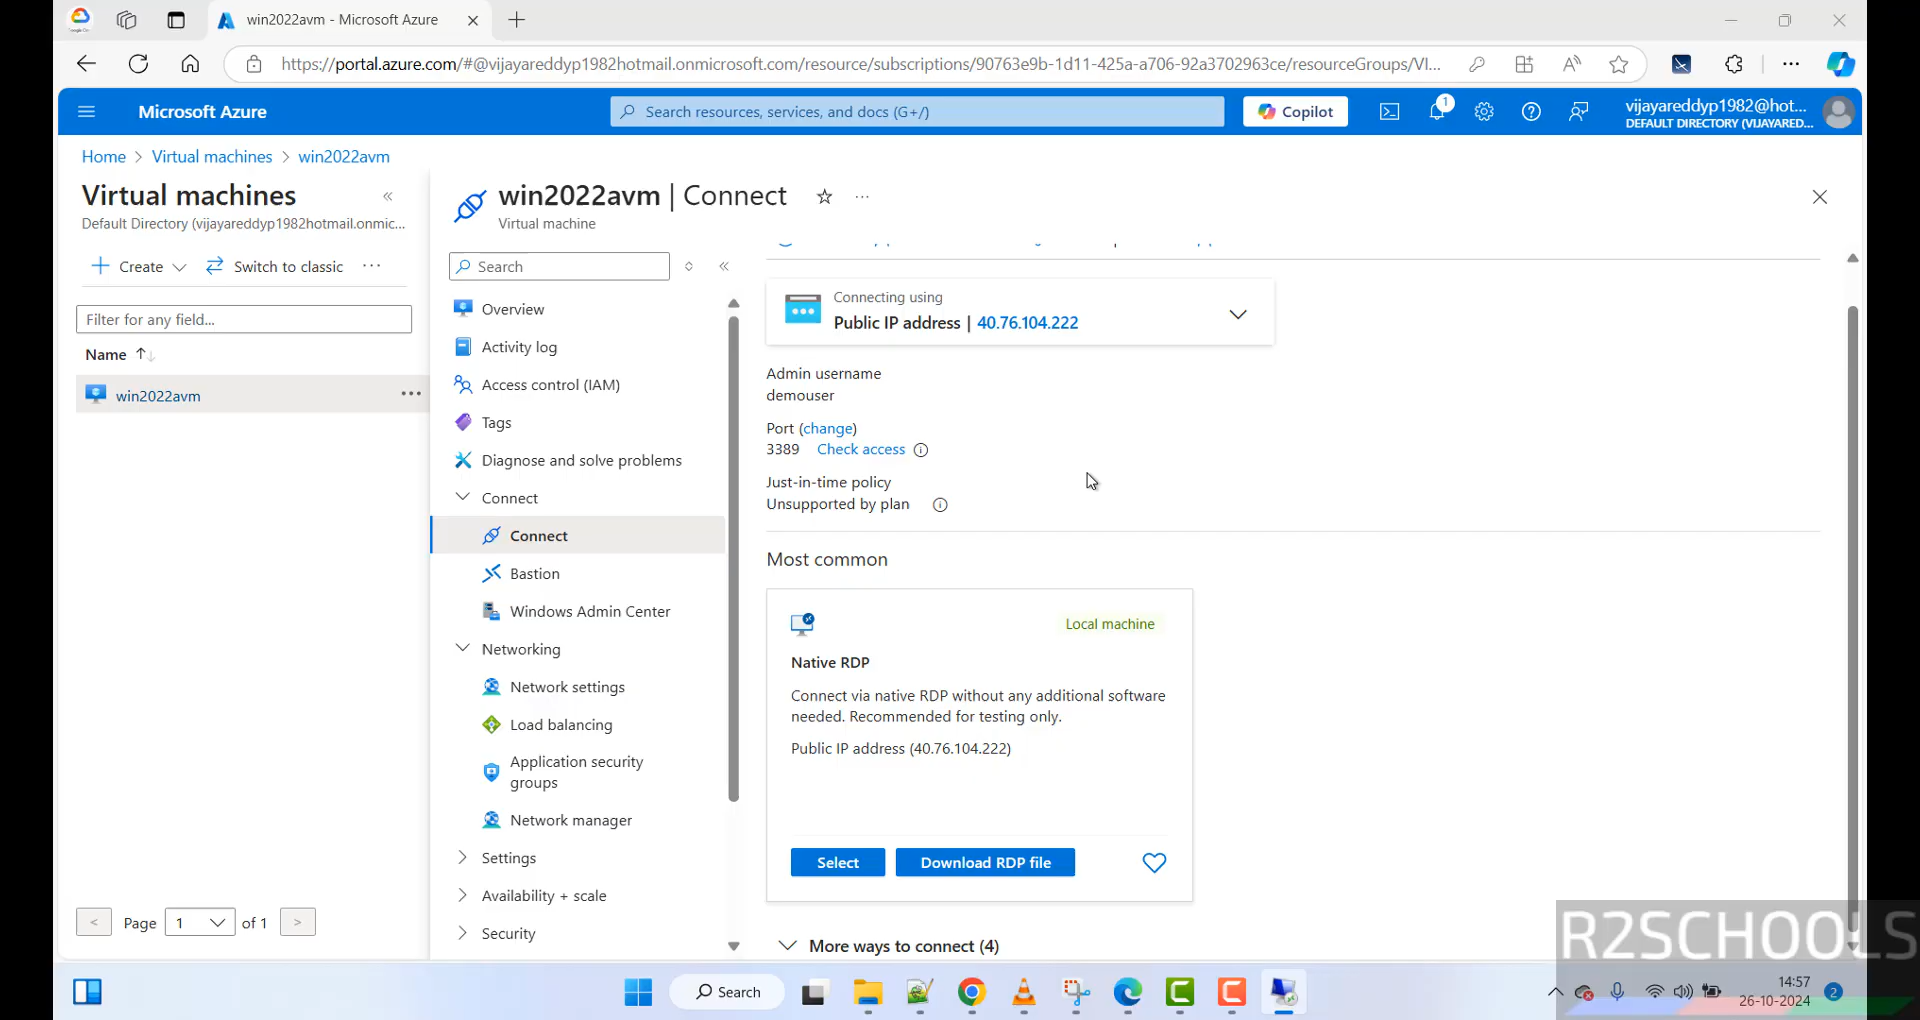 win2022avm - Microsoft Azure
https://portal.azure.com/#@vijayareddyp1982hotmail.onmicrosoft.com/resource/subscriptions/90763e9b-1d11-425a-a706-92a3702963ce/resourceGroups/VI...
Microsoft Azure
Search resources, services, and docs (G+/)
Copilot
1
vijayareddyp1982@hot...
DEFAULT DIRECTORY (VIJAYARED...
Home > Virtual machines > win2022avm
Virtual machines
Default Directory (vijayareddyp1982hotmail.onmic...
Create
Switch to classic
Filter for any field...
Name
win2022avm
< Page 1 of 1 >
win2022avm | Connect
Virtual machine
Search
Overview
Activity log
Access control (IAM)
Tags
Diagnose and solve problems
Connect
Connect
Bastion
Windows Admin Center
Networking
Network settings
Load balancing
Application security
groups
Network manager
Settings
Availability + scale
Security
Connecting using
Public IP address | 40.76.104.222
Admin username
demouser
Port (change)
3389 Check access
Just-in-time policy
Unsupported by plan
Most common
Local machine
Native RDP
Connect via native RDP without any additional software
needed. Recommended for testing only.
Public IP address (40.76.104.222)
Select
Download RDP file
More ways to connect (4)
R2SCHOOLS
Search
14:57
26-10-2024
2